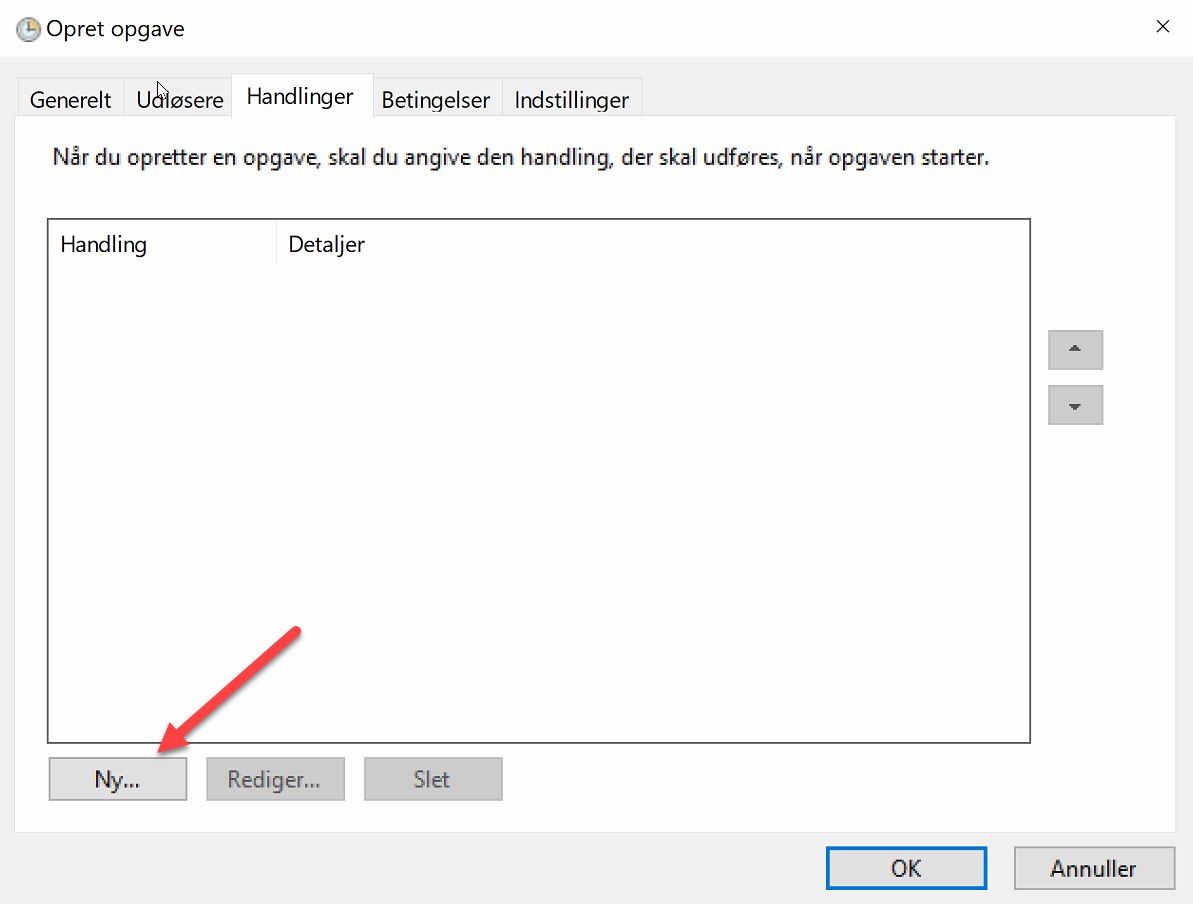 Opret opgave
Generelt Udløsere Handlinger Betingelser Indstillinger
Når du opretter en opgave, skal du angive den handling, der skal udføres, når opgaven starter.
Handling Detaljer
Ny... Rediger... Slet
OK Annuller